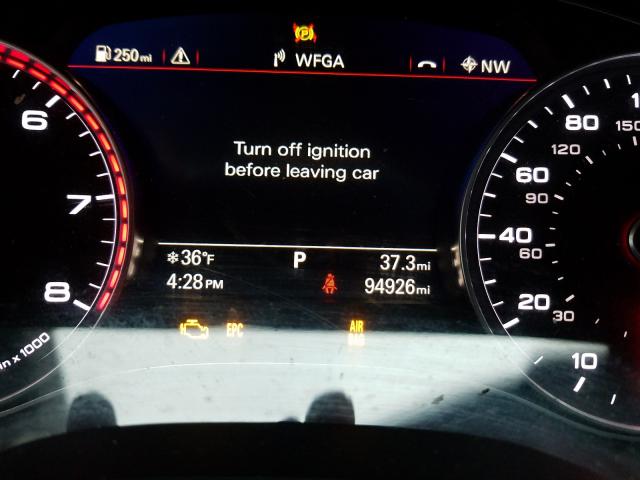 P
250mi
WFGA
NW
Turn off ignition
before leaving car
36°F
P
37.3mi
4:28PM
94926mi
EPC
AIR
BAG
6
7
8
in x 1000
80
120
150
60
90
40
60
20
30
10